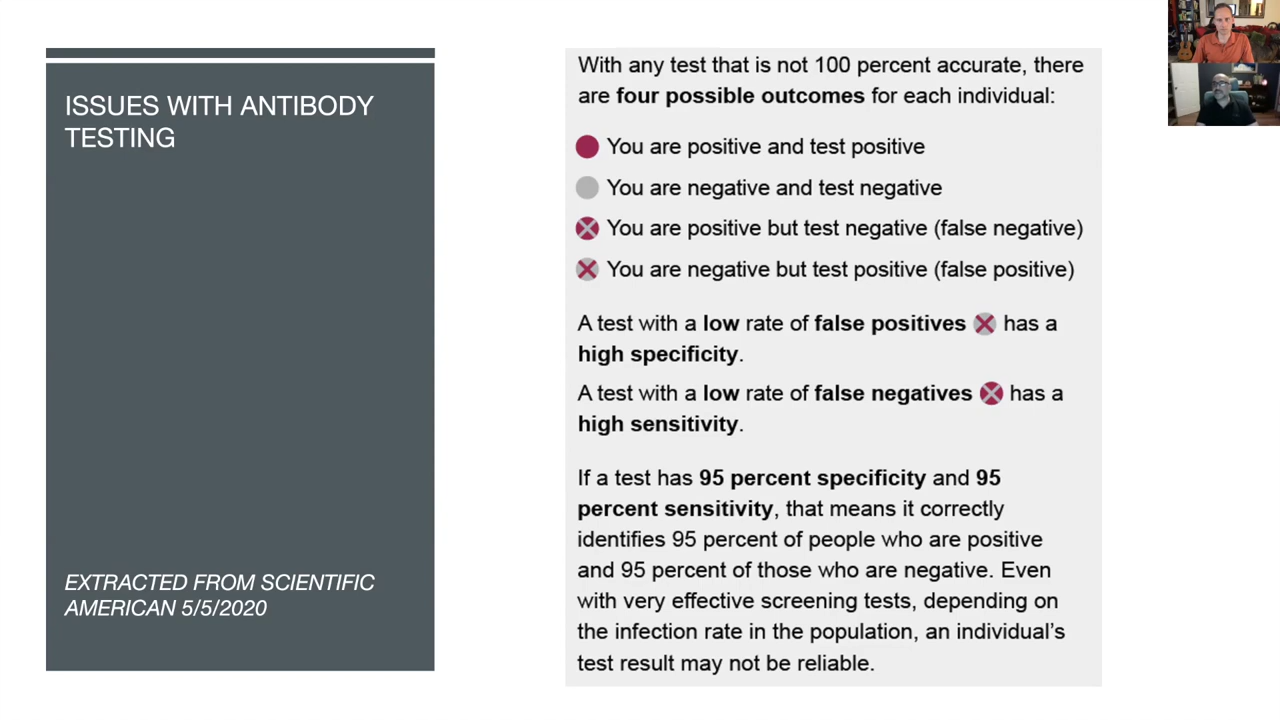 ISSUES WITH ANTIBODY
TESTING
EXTRACTED FROM SCIENTIFIC
AMERICAN 5/5/2020
With any test that is not 100 percent accurate, there
are four possible outcomes for each individual:
You are positive and test positive
You are negative and test negative
You are positive but test negative (false negative)
You are negative but test positive (false positive)
A test with a low rate of false positives has a
high specificity.
A test with a low rate of false negatives has a
high sensitivity.
If a test has 95 percent specificity and 95
percent sensitivity, that means it correctly
identifies 95 percent of people who are positive
and 95 percent of those who are negative. Even
with very effective screening tests, depending on
the infection rate in the population, an individual’s
test result may not be reliable.